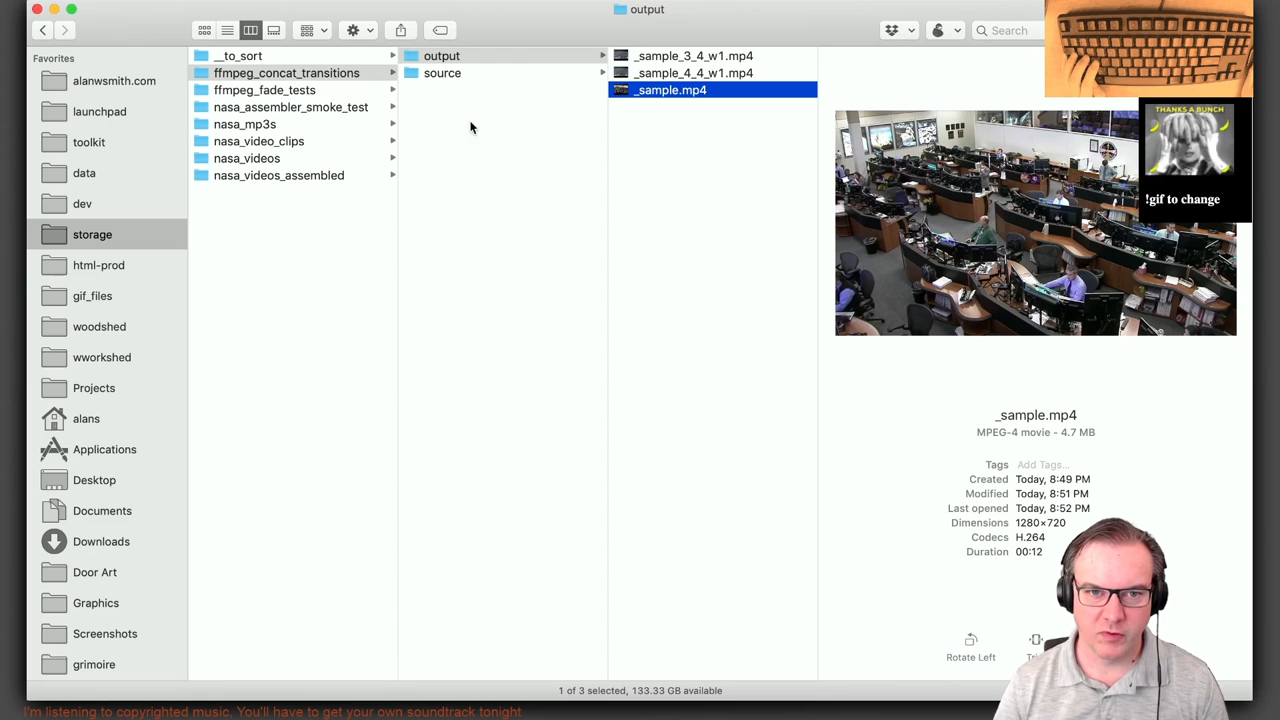 output
Search
Favorites
alanwsmith.com
launchpad
toolkit
data
dev
storage
html-prod
gif_files
woodshed
wworkshed
Projects
alans
Applications
Desktop
Documents
Downloads
Door Art
Graphics
Screenshots
grimoire
__to_sort
ffmpeg_concat_transitions
ffmpeg_fade_tests
nasa_assembler_smoke_test
nasa_mp3s
nasa_video_clips
nasa_videos
nasa_videos_assembled
output
source
_sample_3_4_w1.mp4
_sample_4_4_w1.mp4
_sample.mp4
THANKS A BUNCH
!gif to change
_sample.mp4
MPEG-4 movie - 4.7 MB
Tags Add Tags...
Created Today, 8:49 PM
Modified Today, 8:51 PM
Last opened Today, 8:52 PM
Dimensions 1280×720
Codecs H.264
Duration 00:12
Rotate Left
1 of 3 selected, 133.33 GB available
I'm listening to copyrighted music. You'll have to get your own soundtrack tonight